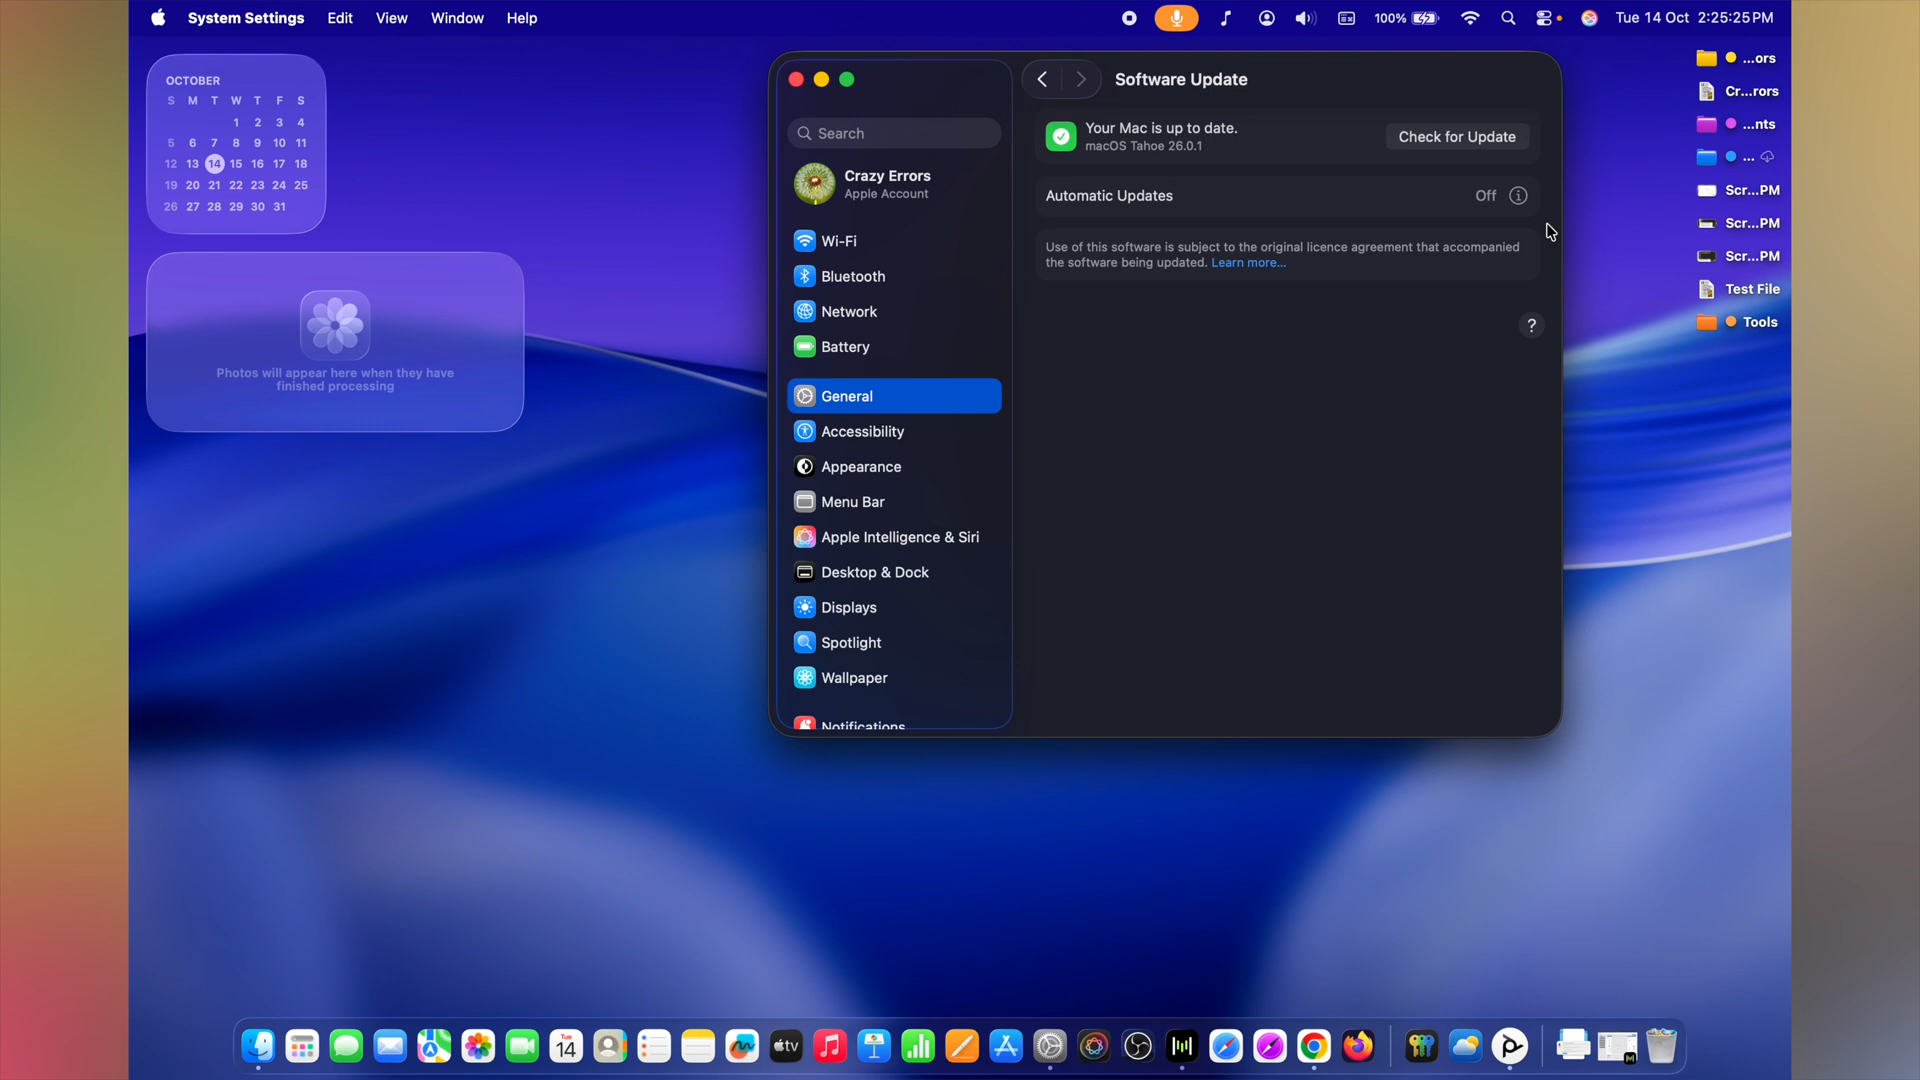 System Settings Edit View Window Help
100% Tue 14 Oct 2:25:25 PM
OCTOBER
S M T W T F S
1 2 3 4
5 6 7 8 9 10 11
12 13 14 15 16 17 18
19 20 21 22 23 24 25
26 27 28 29 30 31
Photos will appear here when they have
finished processing
Search
Crazy Errors
Apple Account
Wi-Fi
Bluetooth
Network
Battery
General
Accessibility
Appearance
Menu Bar
Apple Intelligence & Siri
Desktop & Dock
Displays
Spotlight
Wallpaper
Notifications
Software Update
Your Mac is up to date.
macOS Tahoe 26.0.1
Check for Update
Automatic Updates Off
Use of this software is subject to the original licence agreement that accompanied
the software being updated. Learn more...
?
...ors
Cr...rors
...nts
...
Scr...PM
Scr...PM
Scr...PM
Test File
Tools
Tue
14
tv